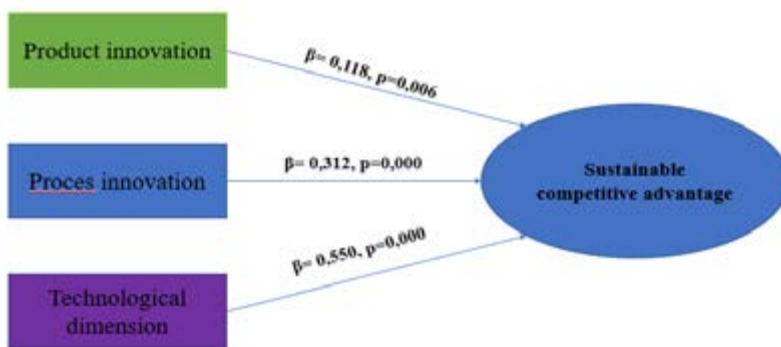 Product innovation
β= 0,118, p=0,006
Proces innovation
β= 0,312, p=0,000
Sustainable
competitive advantage
β= 0,550, p=0,000
Technological
dimension